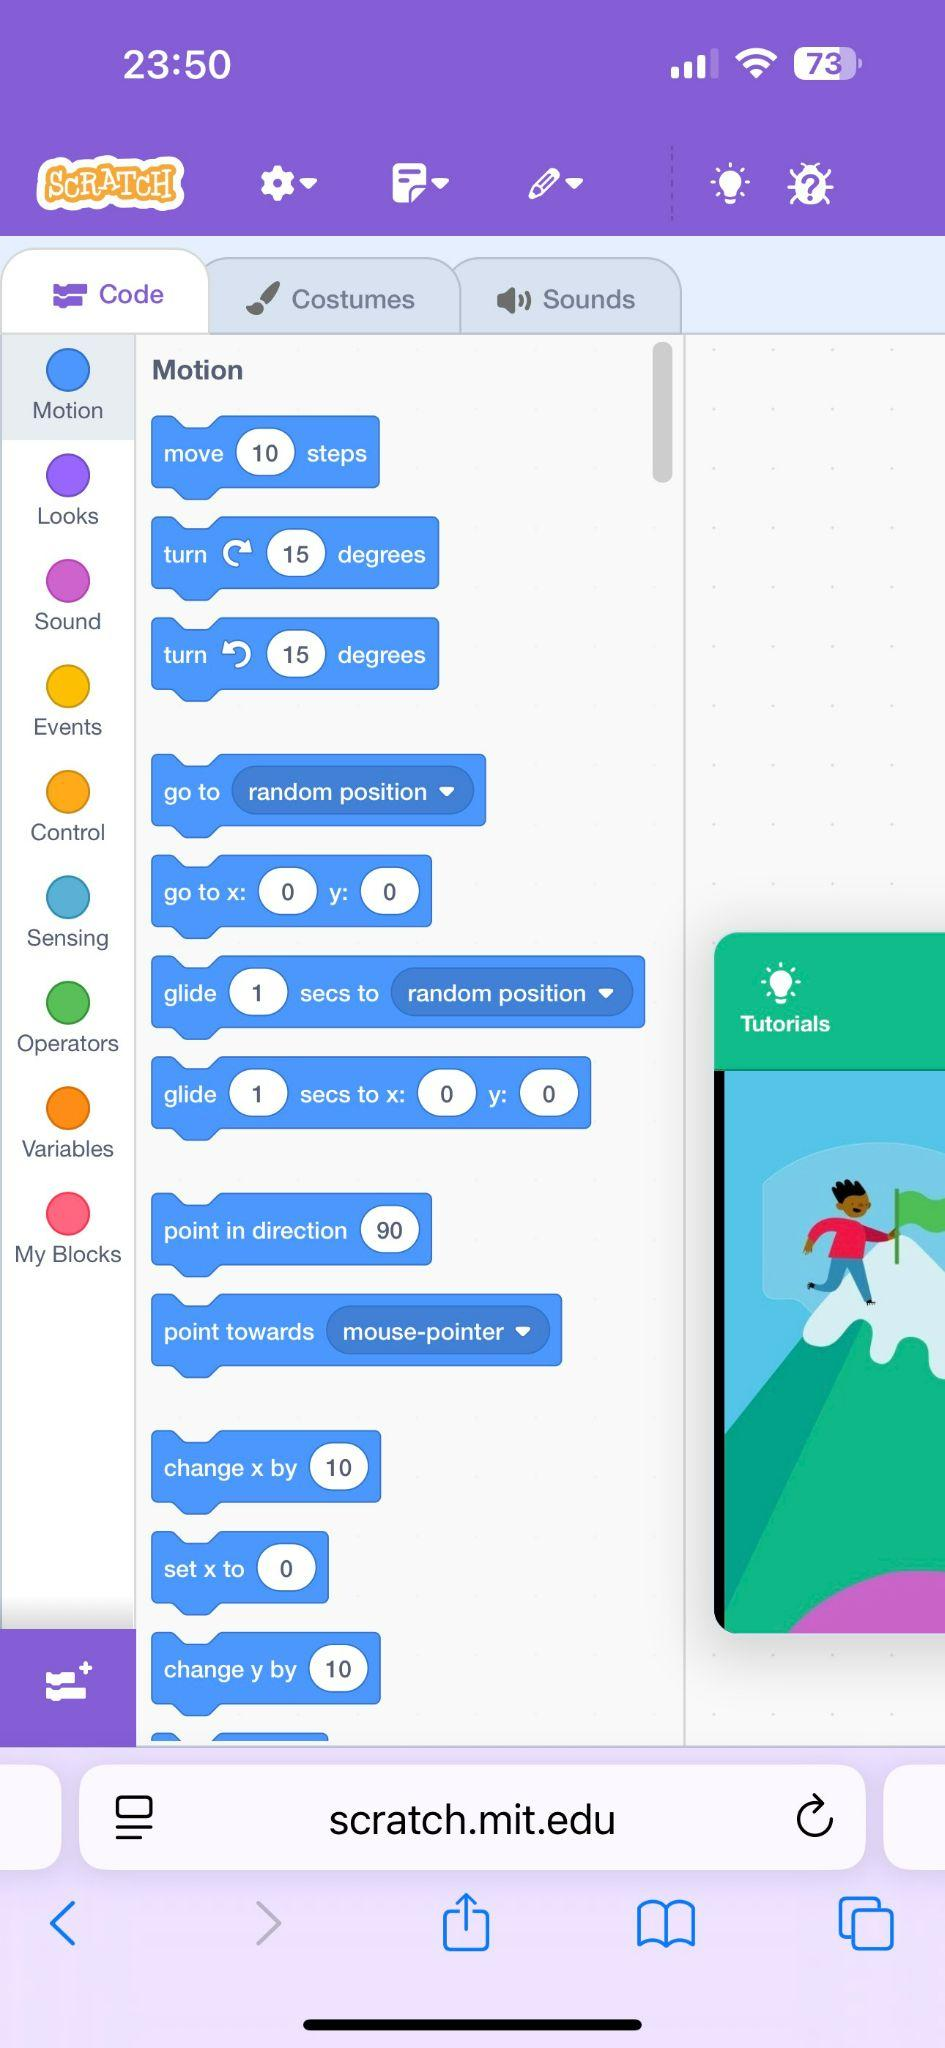 23:50
73
SCRATCH
Code
Costumes
Sounds
Motion
Looks
Sound
Events
Control
Sensing
Operators
Variables
My Blocks
Motion
move 10 steps
turn 15 degrees
turn 15 degrees
go to random position
go to x: 0 y: 0
glide 1 secs to random position
glide 1 secs to x: 0 y: 0
point in direction 90
point towards mouse-pointer
change x by 10
set x to 0
change y by 10
Tutorials
scratch.mit.edu